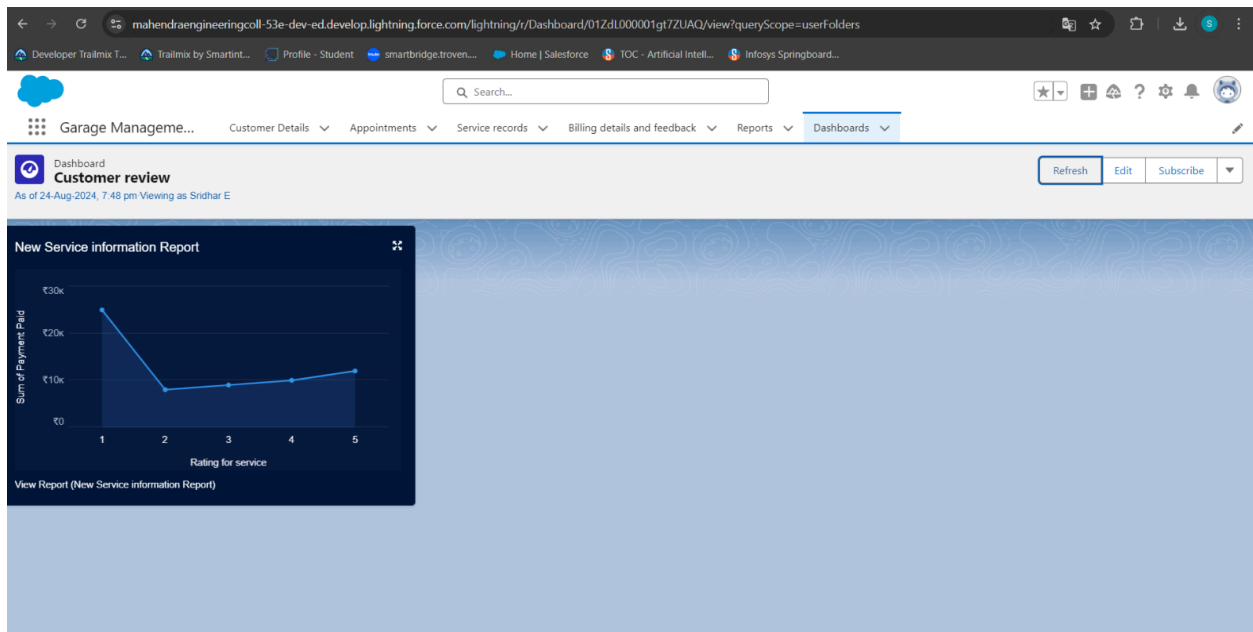 mahendraengineeringcoll-53e-dev-ed.develop.lightning.force.com/lightning/r/Dashboard/01ZdL000001gt7ZUAQ/view?queryScope=userFolders
S
Developer Trailmix T... Trailmix by Smartint... Profile - Student smartbridge.troven.... Home | Salesforce TOC - Artificial Intell... Infosys Springboard...
Search...
Garage Manageme... Customer Details Appointments Service records Billing details and feedback Reports Dashboards
Dashboard
Customer review
As of 24-Aug-2024, 7:48 pm·Viewing as Sridhar E
Refresh Edit Subscribe
New Service information Report
Sum of Payment Paid
₹30K
₹20K
₹10K
₹0
1 2 3 4 5
Rating for service
View Report (New Service information Report)